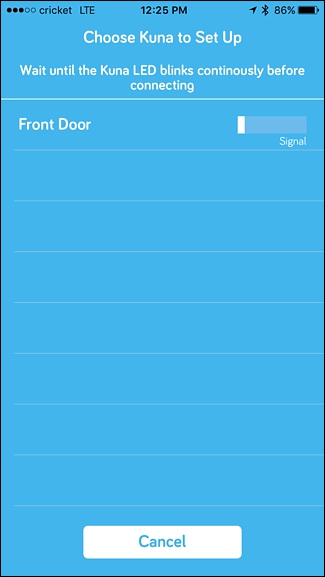 cricket LTE 12:25 PM 86%
Choose Kuna to Set Up
Wait until the Kuna LED blinks continously before
connecting
Front Door
Signal
Cancel